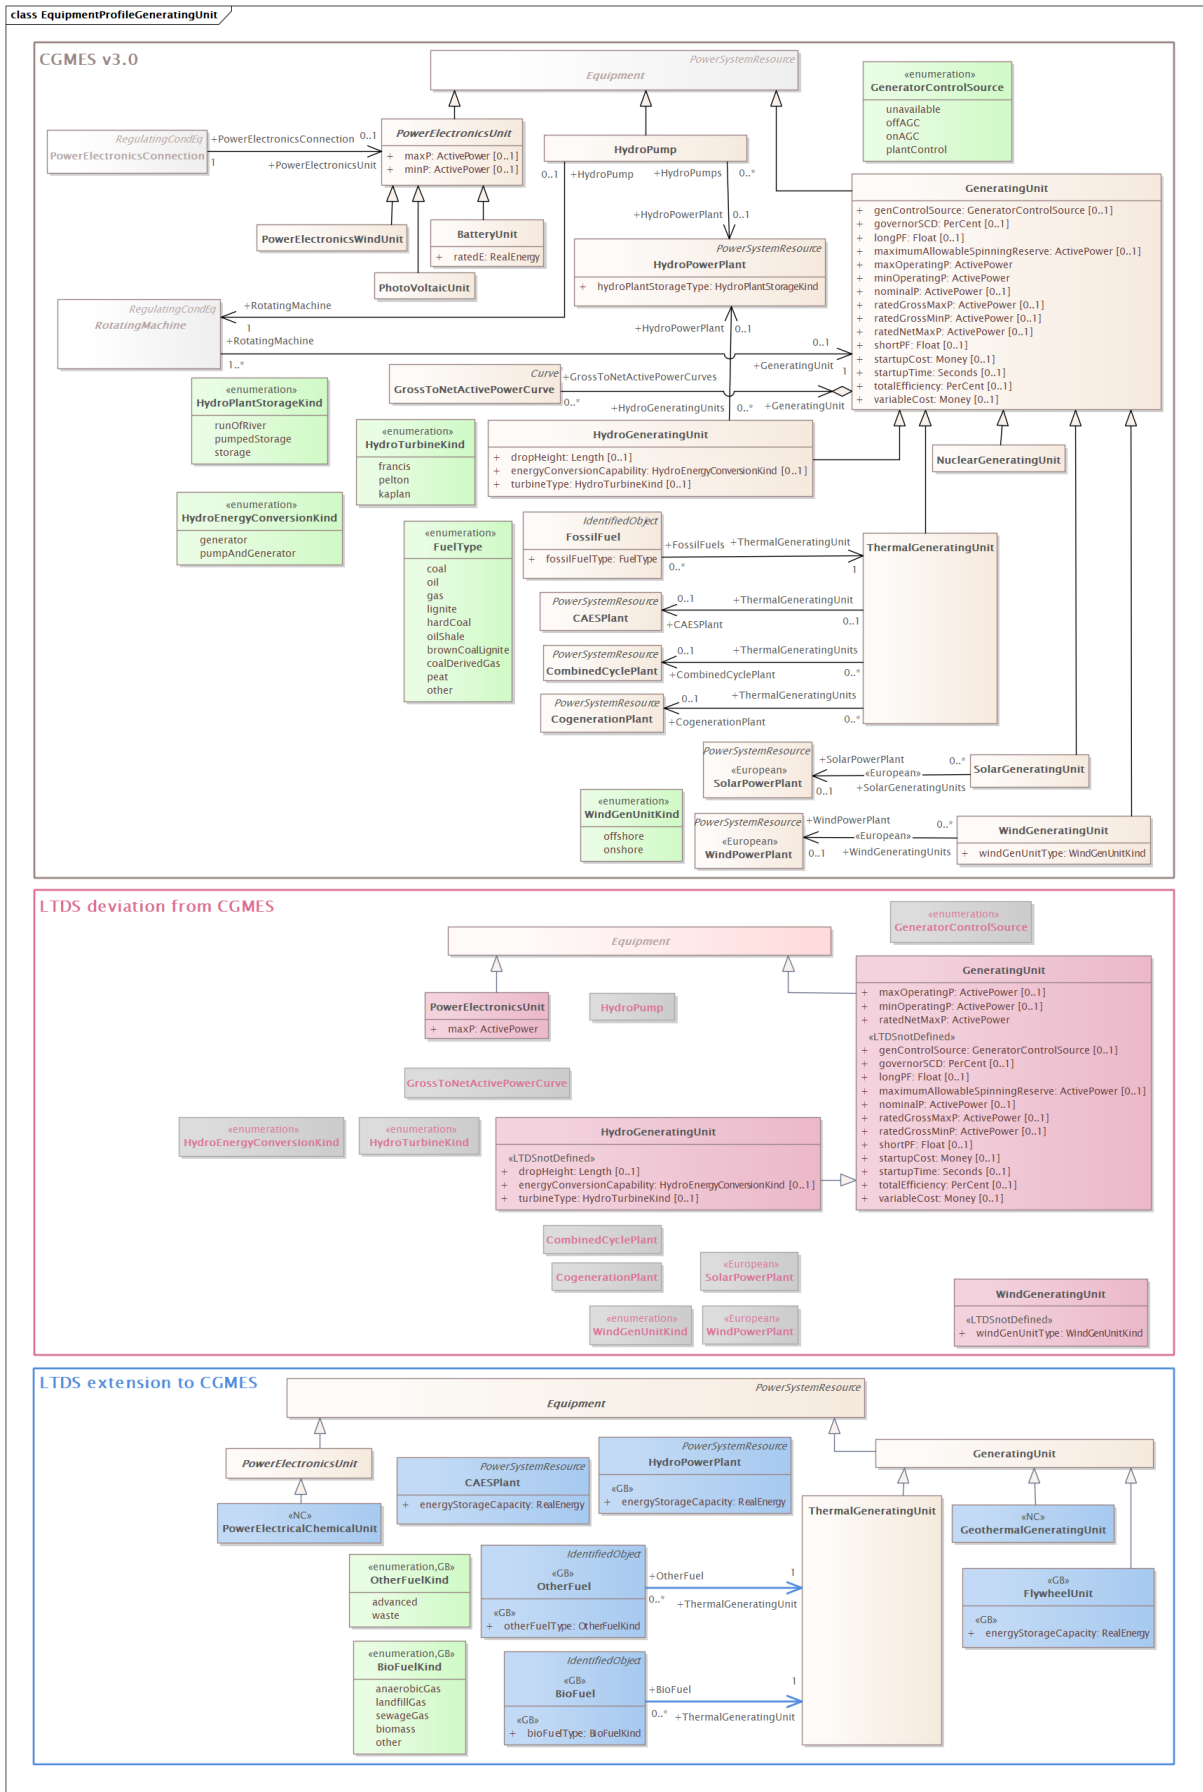 class EquipmentProfileGeneratingUnit
CGMES v3.0
PowerSystemResource
Equipment
«enumeration»
GeneratorControlSource
unavailable
offAGC
onAGC
plantControl
RegulatingCondEq
PowerElectronicsConnection
+PowerElectronicsConnection
0..1
1
+PowerElectronicsUnit
PowerElectronicsUnit
+ maxP: ActivePower [0..1]
+ minP: ActivePower [0..1]
HydroPump
0..1
+HydroPump
+HydroPumps
0..*
GeneratingUnit
+ genControlSource: GeneratorControlSource [0..1]
+ governorSCD: PerCent [0..1]
+ longPF: Float [0..1]
+ maximumAllowableSpinningReserve: ActivePower [0..1]
+ maxOperatingP: ActivePower
+ minOperatingP: ActivePower
+ nominalP: ActivePower [0..1]
+ ratedGrossMaxP: ActivePower [0..1]
+ ratedGrossMinP: ActivePower [0..1]
+ ratedNetMaxP: ActivePower [0..1]
+ shortPF: Float [0..1]
+ startupCost: Money [0..1]
+ startupTime: Seconds [0..1]
+ totalEfficiency: PerCent [0..1]
+ variableCost: Money [0..1]
PowerElectronicsWindUnit
BatteryUnit
+ ratedE: RealEnergy
PhotoVoltaicUnit
+HydroPowerPlant
0..1
PowerSystemResource
HydroPowerPlant
+ hydroPlantStorageType: HydroPlantStorageKind
RegulatingCondEq
RotatingMachine
+RotatingMachine
1
+RotatingMachine
1..*
+HydroPowerPlant
0..1
0..1
+GeneratingUnit
Curve
GrossToNetActivePowerCurve
+GrossToNetActivePowerCurves
0..*
1
+GeneratingUnit
+HydroGeneratingUnits
0..*
«enumeration»
HydroPlantStorageKind
runOfRiver
pumpedStorage
storage
«enumeration»
HydroTurbineKind
francis
pelton
kaplan
HydroGeneratingUnit
+ dropHeight: Length [0..1]
+ energyConversionCapability: HydroEnergyConversionKind [0..1]
+ turbineType: HydroTurbineKind [0..1]
NuclearGeneratingUnit
«enumeration»
HydroEnergyConversionKind
generator
pumpAndGenerator
«enumeration»
FuelType
coal
oil
gas
lignite
hardCoal
oilShale
brownCoalLignite
coalDerivedGas
peat
other
IdentifiedObject
FossilFuel
+ fossilFuelType: FuelType
+FossilFuels
0..*
+ThermalGeneratingUnit
1
ThermalGeneratingUnit
PowerSystemResource
CAESPlant
0..1
+ThermalGeneratingUnit
+CAESPlant
0..1
PowerSystemResource
CombinedCyclePlant
0..1
+ThermalGeneratingUnits
+CombinedCyclePlant
0..*
PowerSystemResource
CogenerationPlant
0..1
+ThermalGeneratingUnits
+CogenerationPlant
0..*
PowerSystemResource
«European»
SolarPowerPlant
+SolarPowerPlant
0..*
«European»
0..1
+SolarGeneratingUnits
SolarGeneratingUnit
«enumeration»
WindGenUnitKind
offshore
onshore
PowerSystemResource
«European»
WindPowerPlant
+WindPowerPlant
0..*
«European»
0..1
+WindGeneratingUnits
WindGeneratingUnit
+ windGenUnitType: WindGenUnitKind
LTDS deviation from CGMES
Equipment
«enumeration»
GeneratorControlSource
PowerElectronicsUnit
+ maxP: ActivePower
HydroPump
GeneratingUnit
+ maxOperatingP: ActivePower [0..1]
+ minOperatingP: ActivePower [0..1]
+ ratedNetMaxP: ActivePower
«LTDSnotDefined»
+ genControlSource: GeneratorControlSource [0..1]
+ governorSCD: PerCent [0..1]
+ longPF: Float [0..1]
+ maximumAllowableSpinningReserve: ActivePower [0..1]
+ nominalP: ActivePower [0..1]
+ ratedGrossMaxP: ActivePower [0..1]
+ ratedGrossMinP: ActivePower [0..1]
+ shortPF: Float [0..1]
+ startupCost: Money [0..1]
+ startupTime: Seconds [0..1]
+ totalEfficiency: PerCent [0..1]
+ variableCost: Money [0..1]
GrossToNetActivePowerCurve
«enumeration»
HydroEnergyConversionKind
«enumeration»
HydroTurbineKind
HydroGeneratingUnit
«LTDSnotDefined»
+ dropHeight: Length [0..1]
+ energyConversionCapability: HydroEnergyConversionKind [0..1]
+ turbineType: HydroTurbineKind [0..1]
CombinedCyclePlant
CogenerationPlant
«European»
SolarPowerPlant
«enumeration»
WindGenUnitKind
«European»
WindPowerPlant
WindGeneratingUnit
«LTDSnotDefined»
+ windGenUnitType: WindGenUnitKind
LTDS extension to CGMES
PowerSystemResource
Equipment
PowerElectronicsUnit
«NC»
PowerElectricalChemicalUnit
PowerSystemResource
CAESPlant
+ energyStorageCapacity: RealEnergy
PowerSystemResource
HydroPowerPlant
«GB»
+ energyStorageCapacity: RealEnergy
GeneratingUnit
ThermalGeneratingUnit
«NC»
GeothermalGeneratingUnit
«GB»
FlywheelUnit
«GB»
+ energyStorageCapacity: RealEnergy
«enumeration,GB»
OtherFuelKind
advanced
waste
IdentifiedObject
«GB»
OtherFuel
«GB»
+ otherFuelType: OtherFuelKind
+OtherFuel
1
0..*
+ThermalGeneratingUnit
«enumeration,GB»
BioFuelKind
anaerobicGas
landfillGas
sewageGas
biomass
other
IdentifiedObject
«GB»
BioFuel
«GB»
+ bioFuelType: BioFuelKind
+BioFuel
1
0..*
+ThermalGeneratingUnit